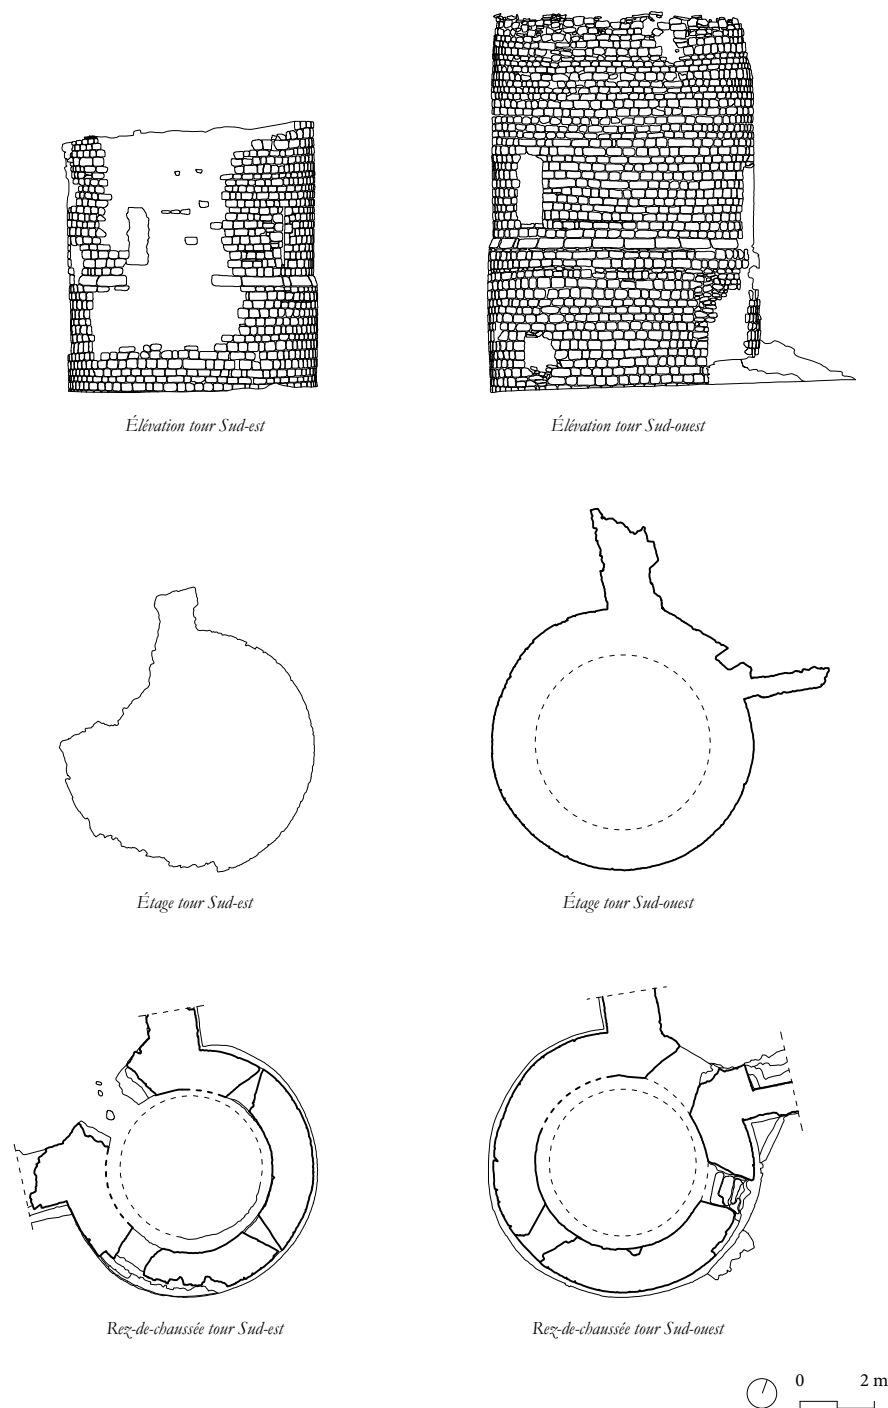 Élévation tour Sud-est
Élévation tour Sud-ouest
Étage tour Sud-est
Étage tour Sud-ouest
Rez-de-chaussée tour Sud-est
Rez-de-chaussée tour Sud-ouest
0 2 m